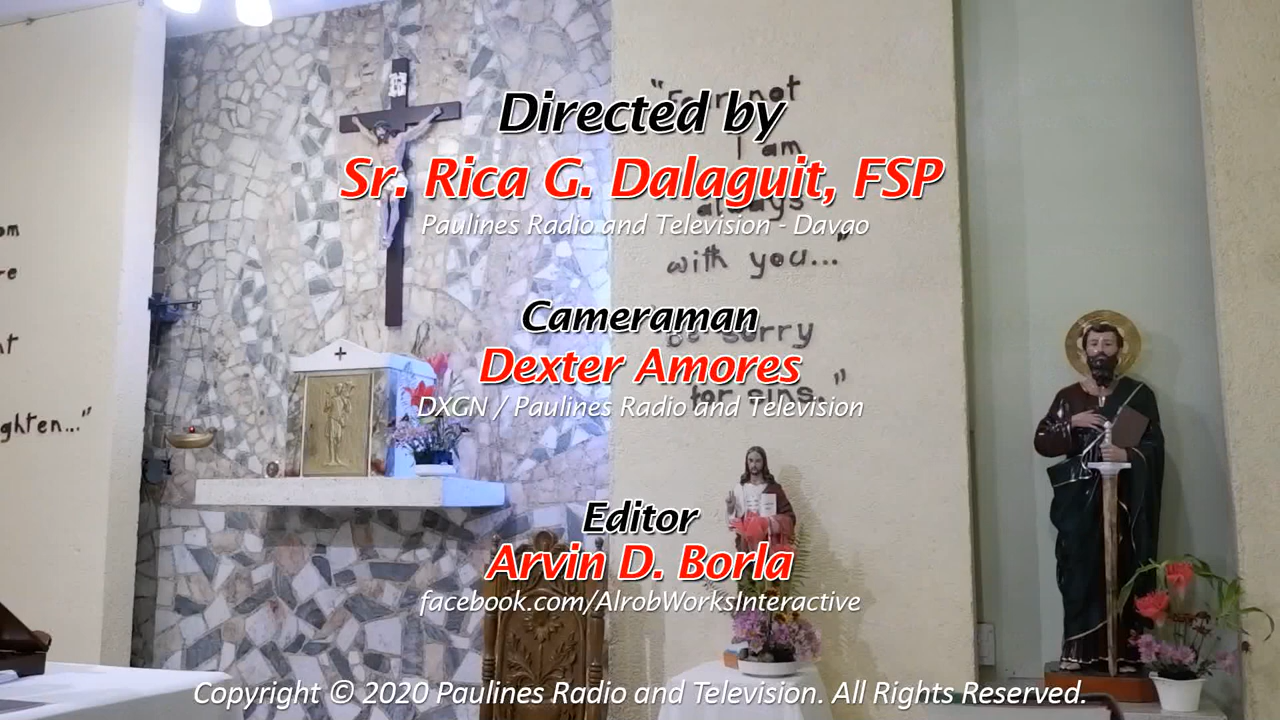 Directed by
Sr. Rica G. Dalaguit, FSP
Paulines Radio and Television - Davao
Cameraman
Dexter Amores
DXGN / Paulines Radio and Television
Editor
Arvin D. Borla
facebook.com/AlrobWorksInteractive
Copyright © 2020 Paulines Radio and Television. All Rights Reserved.
"Fear not
I am
always
with you..."
Be sorry
for sins."
ghten..."